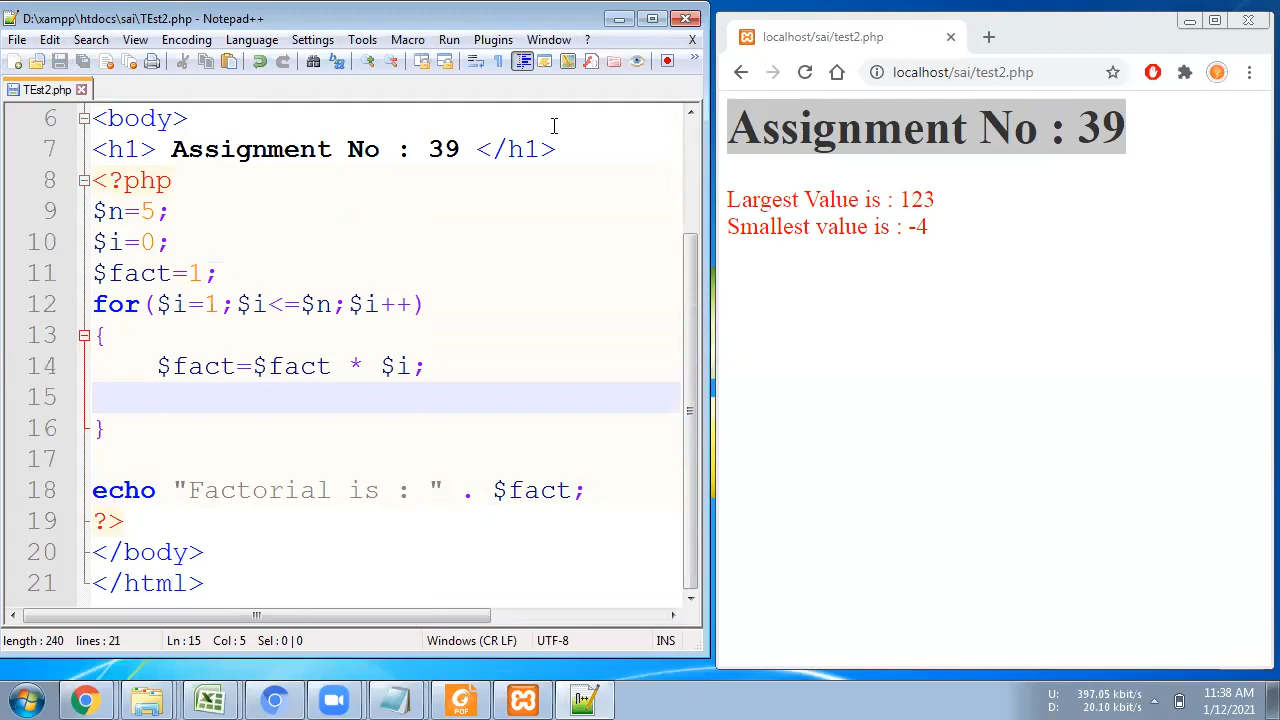 D:\xampp\htdocs\sai\TEst2.php - Notepad++
File Edit Search View Encoding Language Settings Tools Macro Run Plugins Window ? X
TEst2.php
6 <body>
7 <h1> Assignment No : 39 </h1>
8 <?php
9 $n=5;
10 $i=0;
11 $fact=1;
12 for($i=1;$i<=$n;$i++)
13 {
14 $fact=$fact * $i;
15
16 }
17
18 echo "Factorial is : " . $fact;
19 ?>
20 </body>
21 </html>
length : 240 lines : 21 Ln : 15 Col : 5 Sel : 0 | 0 Windows (CR LF) UTF-8 INS
localhost/sai/test2.php
localhost/sai/test2.php
Assignment No : 39
Largest Value is : 123
Smallest value is : -4
U: 397.05 kbit/s
D: 20.10 kbit/s
11:38 AM
1/12/2021